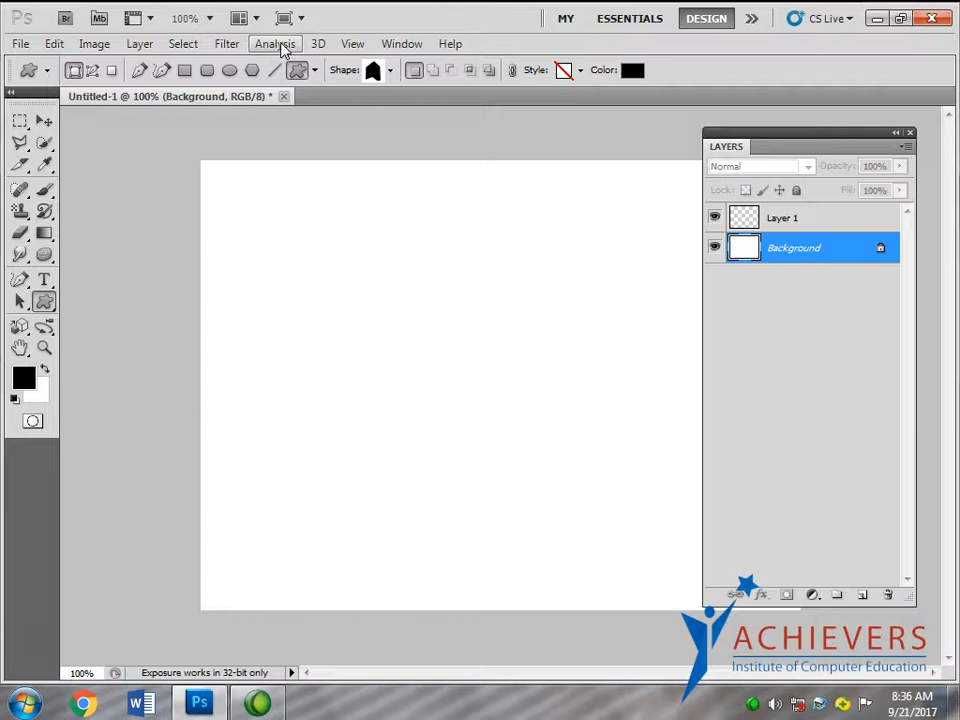 Ps Br Mb 100% MY ESSENTIALS DESIGN CS Live
File Edit Image Layer Select Filter Analysis 3D View Window Help
Shape: Style: Color:
Untitled-1 @ 100% (Background, RGB/8) *
LAYERS
Normal Opacity: 100%
Lock: Fill: 100%
Layer 1
Background
T
fx
100% Exposure works in 32-bit only
ACHIEVERS
Institute of Computer Education
W Ps
8:36 AM
9/21/2017